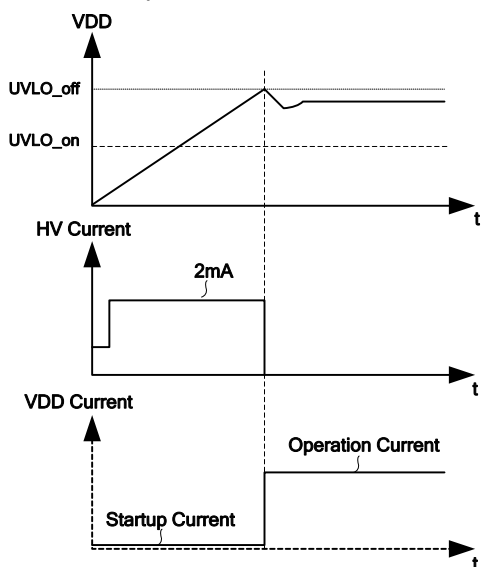 VDD
UVLO_off
UVLO_on
t
HV Current
2mA
t
VDD Current
Operation Current
Startup Current
t